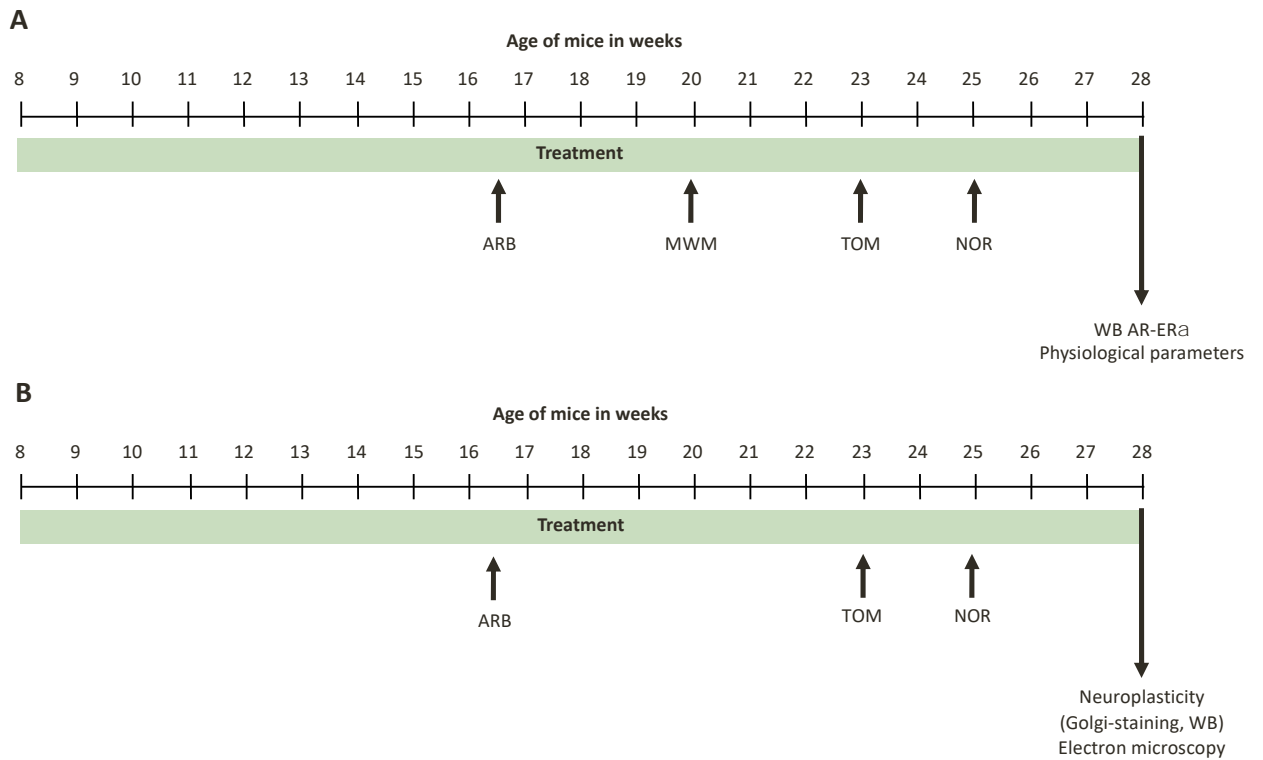 A
Age of mice in weeks
8 9 10 11 12 13 14 15 16 17 18 19 20 21 22 23 24 25 26 27 28
Treatment
ARB MWM TOM NOR
WB AR-ERa
Physiological parameters
B
Age of mice in weeks
8 9 10 11 12 13 14 15 16 17 18 19 20 21 22 23 24 25 26 27 28
Treatment
ARB TOM NOR
Neuroplasticity
(Golgi-staining, WB)
Electron microscopy